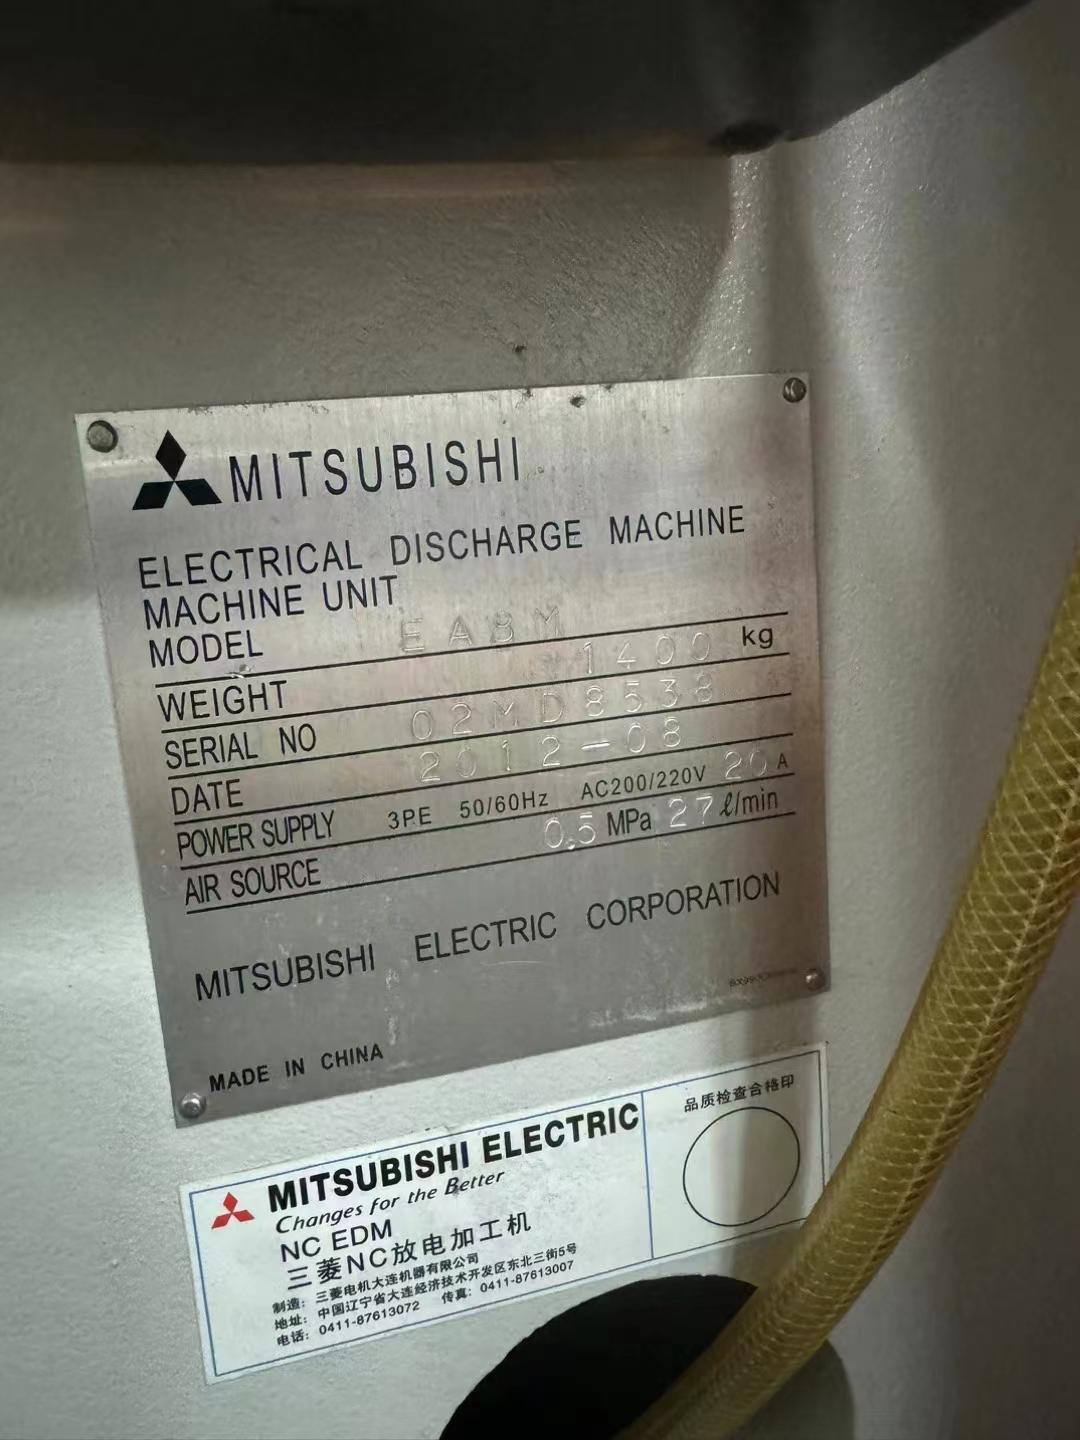 MITSUBISHI
ELECTRICAL DISCHARGE MACHINE
MACHINE UNIT
MODEL EA8M
WEIGHT 1400 kg
SERIAL NO 02MD8538
DATE 2012-08
POWER SUPPLY 3PE 50/60Hz AC200/220V 20 A
AIR SOURCE 0.5 MPa 27 ℓ/min
MITSUBISHI ELECTRIC CORPORATION
MADE IN CHINA
MITSUBISHI ELECTRIC
Changes for the Better
NC EDM
三菱NC放电加工机
制造: 三菱电机大连机器有限公司
地址: 中国辽宁省大连经济技术开发区东北三街5号
电话: 0411-87613072 传真: 0411-87613007
品质检查合格印